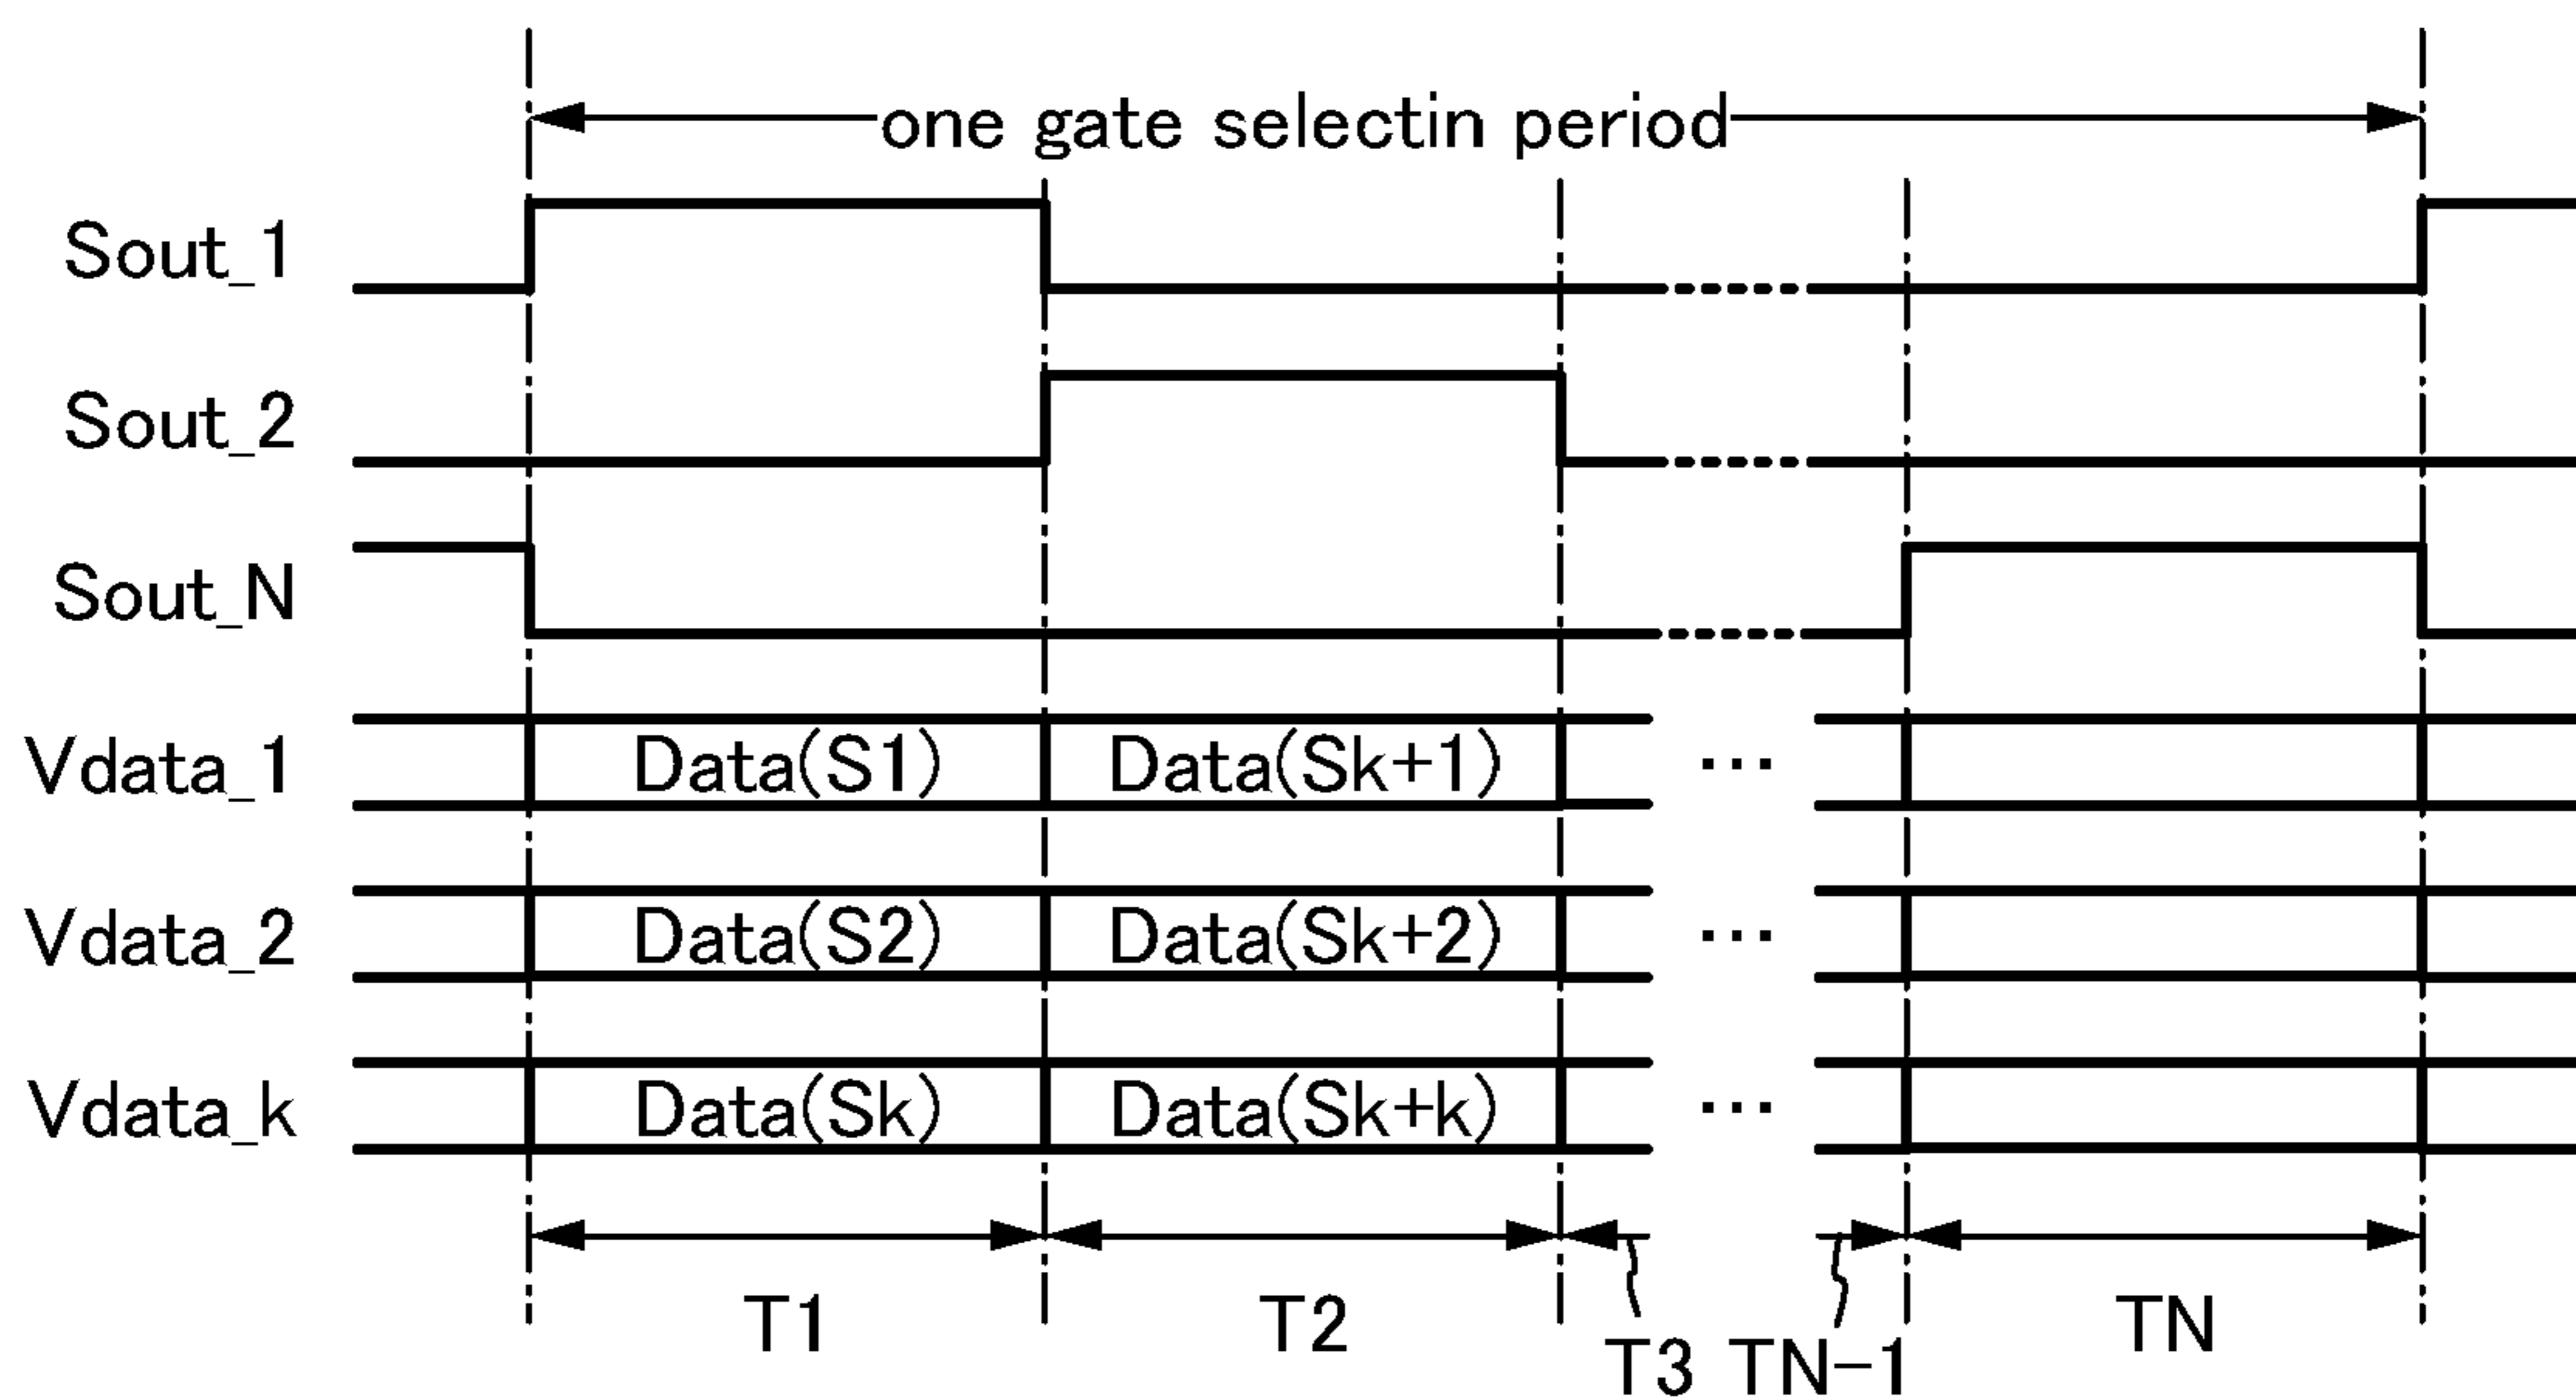 one gate selectin period
Sout_1
Sout_2
Sout_N
Vdata_1 Data(S1) Data(Sk+1) ...
Vdata_2 Data(S2) Data(Sk+2) ...
Vdata_k Data(Sk) Data(Sk+k) ...
T1 T2 T3 TN-1 TN